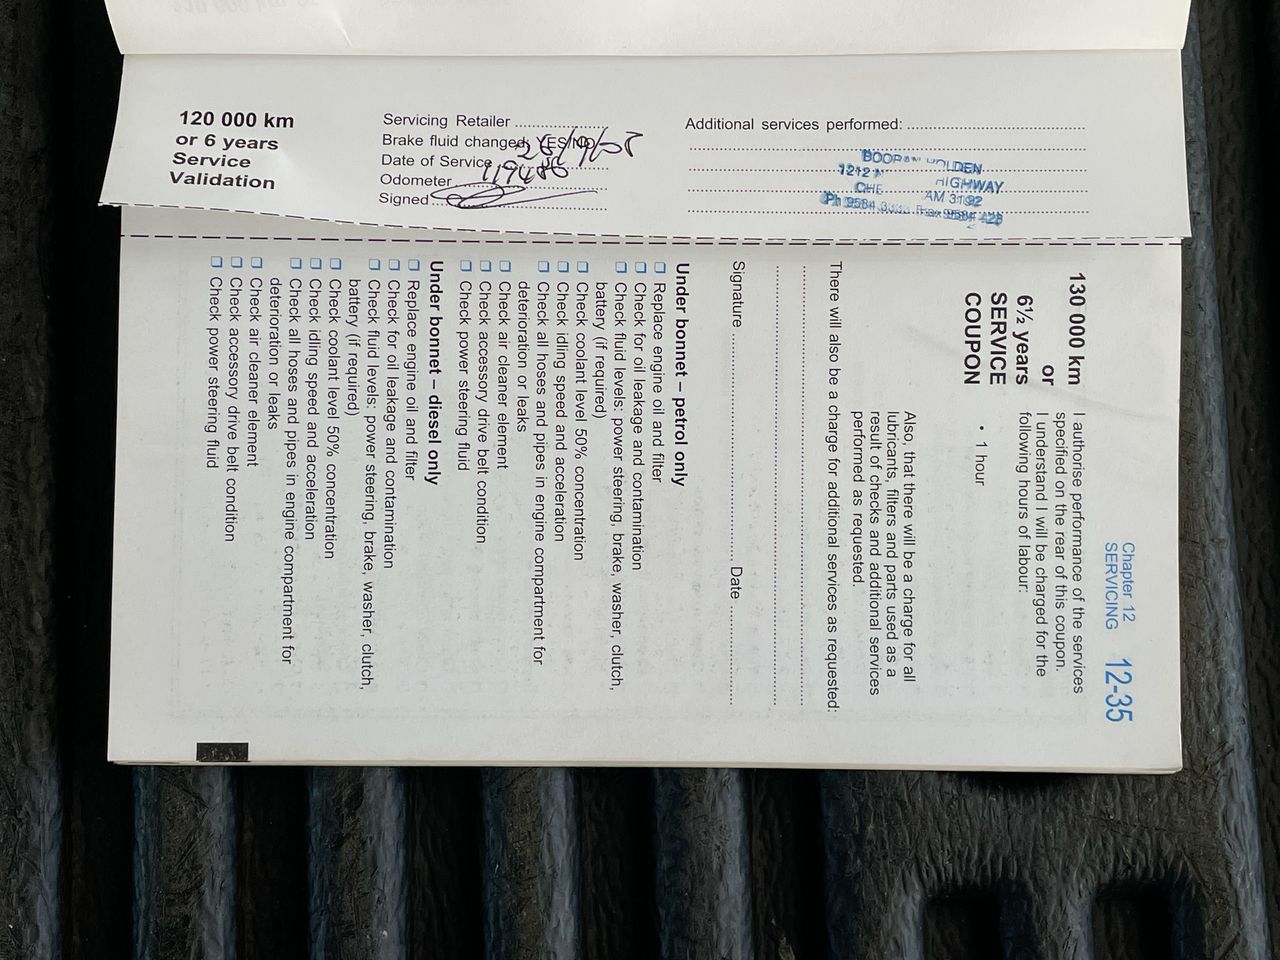 120 000 km
or 6 years
Service
Validation
Servicing Retailer
Brake fluid changed: YES/NO
Date of Service
Odometer 119486
Signed
Additional services performed:
HOLDEN
1212
HIGHWAY
CHE AM 3192
Ph 9584
Chapter 12
SERVICING 12-35
130 000 km
or
6½ years
SERVICE
COUPON
I authorise performance of the services
specified on the rear of this coupon.
I understand I will be charged for the
following hours of labour:
• 1 hour
Also, that there will be a charge for all
lubricants, filters and parts used as a
result of checks and additional services
performed as requested.
There will also be a charge for additional services as requested:
Signature Date
Under bonnet – petrol only
❏ Replace engine oil and filter
❏ Check for oil leakage and contamination
❏ Check fluid levels: power steering, brake, washer, clutch,
battery (if required)
❏ Check coolant level 50% concentration
❏ Check idling speed and acceleration
❏ Check all hoses and pipes in engine compartment for
deterioration or leaks
❏ Check air cleaner element
❏ Check accessory drive belt condition
❏ Check power steering fluid
Under bonnet – diesel only
❏ Replace engine oil and filter
❏ Check for oil leakage and contamination
❏ Check fluid levels: power steering, brake, washer, clutch,
battery (if required)
❏ Check coolant level 50% concentration
❏ Check idling speed and acceleration
❏ Check all hoses and pipes in engine compartment for
deterioration or leaks
❏ Check air cleaner element
❏ Check accessory drive belt condition
❏ Check power steering fluid